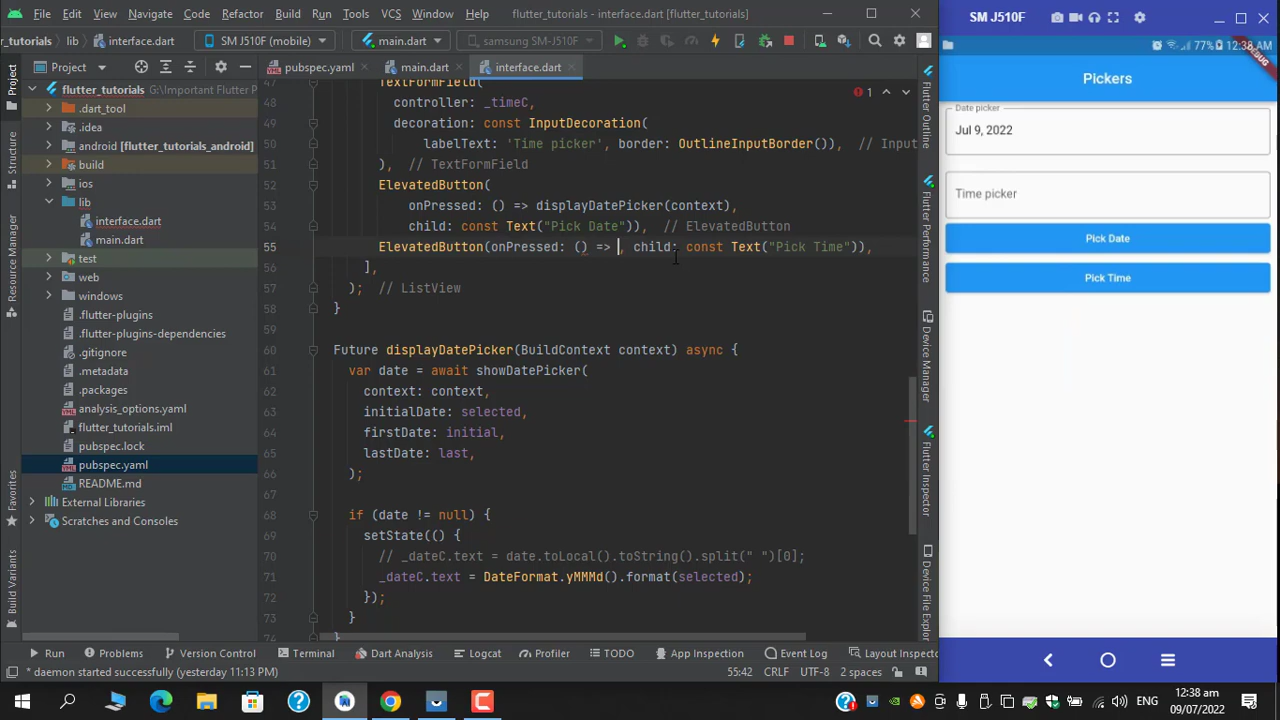 File Edit View Navigate Code Refactor Build Run Tools VCS Window Help flutter_tutorials – interface.dart [flutter_tutorials]
flutter_tutorials lib interface.dart SM J510F (mobile) main.dart samsung SM-J510F
Project
pubspec.yaml main.dart interface.dart
1
flutter_tutorials G:\Important Flutter P
.dart_tool
.idea
android [flutter_tutorials_android]
build
ios
lib
interface.dart
main.dart
test
web
windows
.flutter-plugins
.flutter-plugins-dependencies
.gitignore
.metadata
.packages
analysis_options.yaml
flutter_tutorials.iml
pubspec.lock
pubspec.yaml
README.md
External Libraries
Scratches and Consoles
Project
Structure
Favorites
Build Variants
47 TextFormField(
48 controller: _timeC,
49 decoration: const InputDecoration(
50 labelText: 'Time picker', border: OutlineInputBorder()), // Input
51 ), // TextFormField
52 ElevatedButton(
53 onPressed: () => displayDatePicker(context),
54 child: const Text("Pick Date")), // ElevatedButton
55 ElevatedButton(onPressed: () => , child: const Text("Pick Time")),
56 ],
57 ); // ListView
58 }
59
60 Future displayDatePicker(BuildContext context) async {
61 var date = await showDatePicker(
62 context: context,
63 initialDate: selected,
64 firstDate: initial,
65 lastDate: last,
66 );
67
68 if (date != null) {
69 setState(() {
70 // _dateC.text = date.toLocal().toString().split(" ")[0];
71 _dateC.text = DateFormat.yMMMd().format(selected);
72 });
73 }
74 }
Flutter Outline
Flutter Performance
Device Manager
Flutter Inspector
Device File Explor
Run Problems Version Control Terminal Dart Analysis Logcat Profiler TODO App Inspection Event Log Layout Inspec
* daemon started successfully (yesterday 11:13 PM) 55:42 CRLF UTF-8 2 spaces
SM J510F
77% 12:38 AM
DEBUG
Pickers
Date picker
Jul 9, 2022
Time picker
Pick Date
Pick Time
ENG
12:38 am
09/07/2022